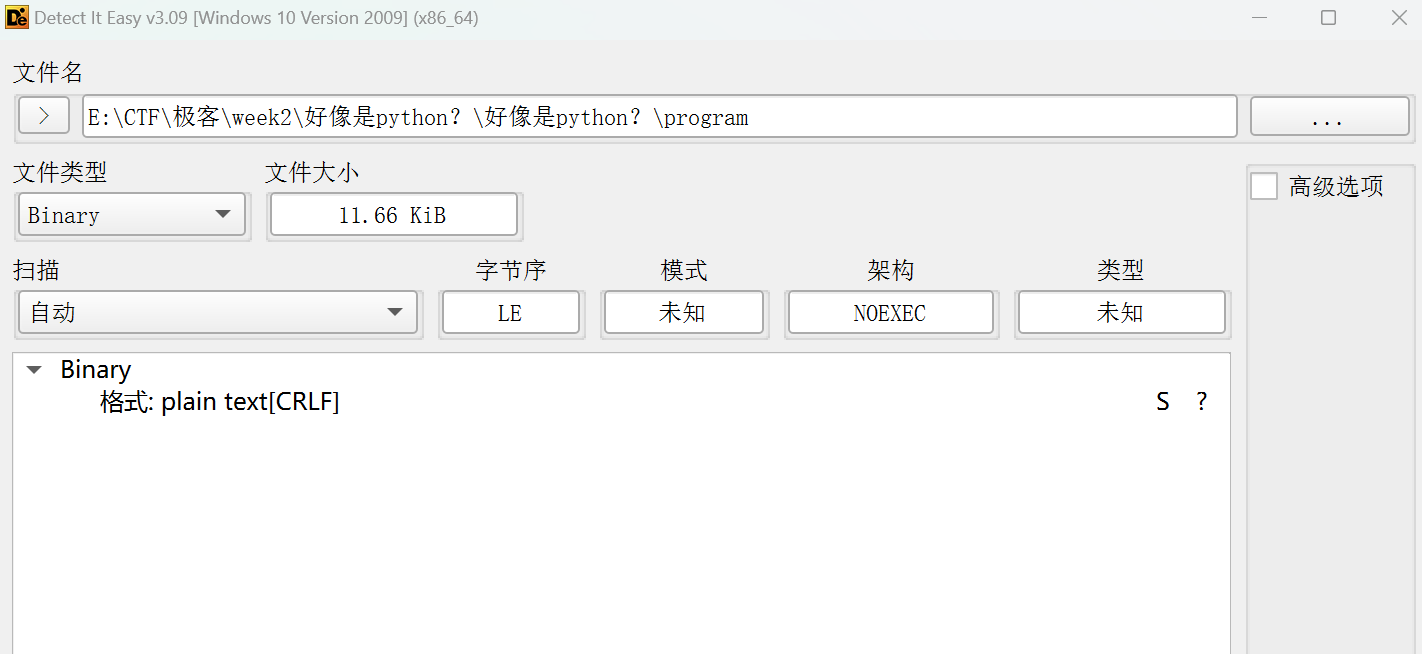 Detect It Easy v3.09 [Windows 10 Version 2009] (x86_64)
文件名
E:\CTF\极客\week2\好像是python? \好像是python? \program
...
文件类型
文件大小
高级选项
Binary
11.66 KiB
扫描
字节序
模式
架构
类型
自动
LE
未知
NOEXEC
未知
Binary
格式: plain text[CRLF]
S ?